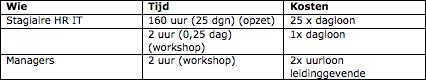 Wie Tijd Kosten
Stagiaire HR IT 160 uur (25 dgn) (opzet) 25 x dagloon
2 uur (0,25 dag) 1x dagloon
(workshop)
Managers 2 uur (workshop) 2x uurloon
leidinggevende